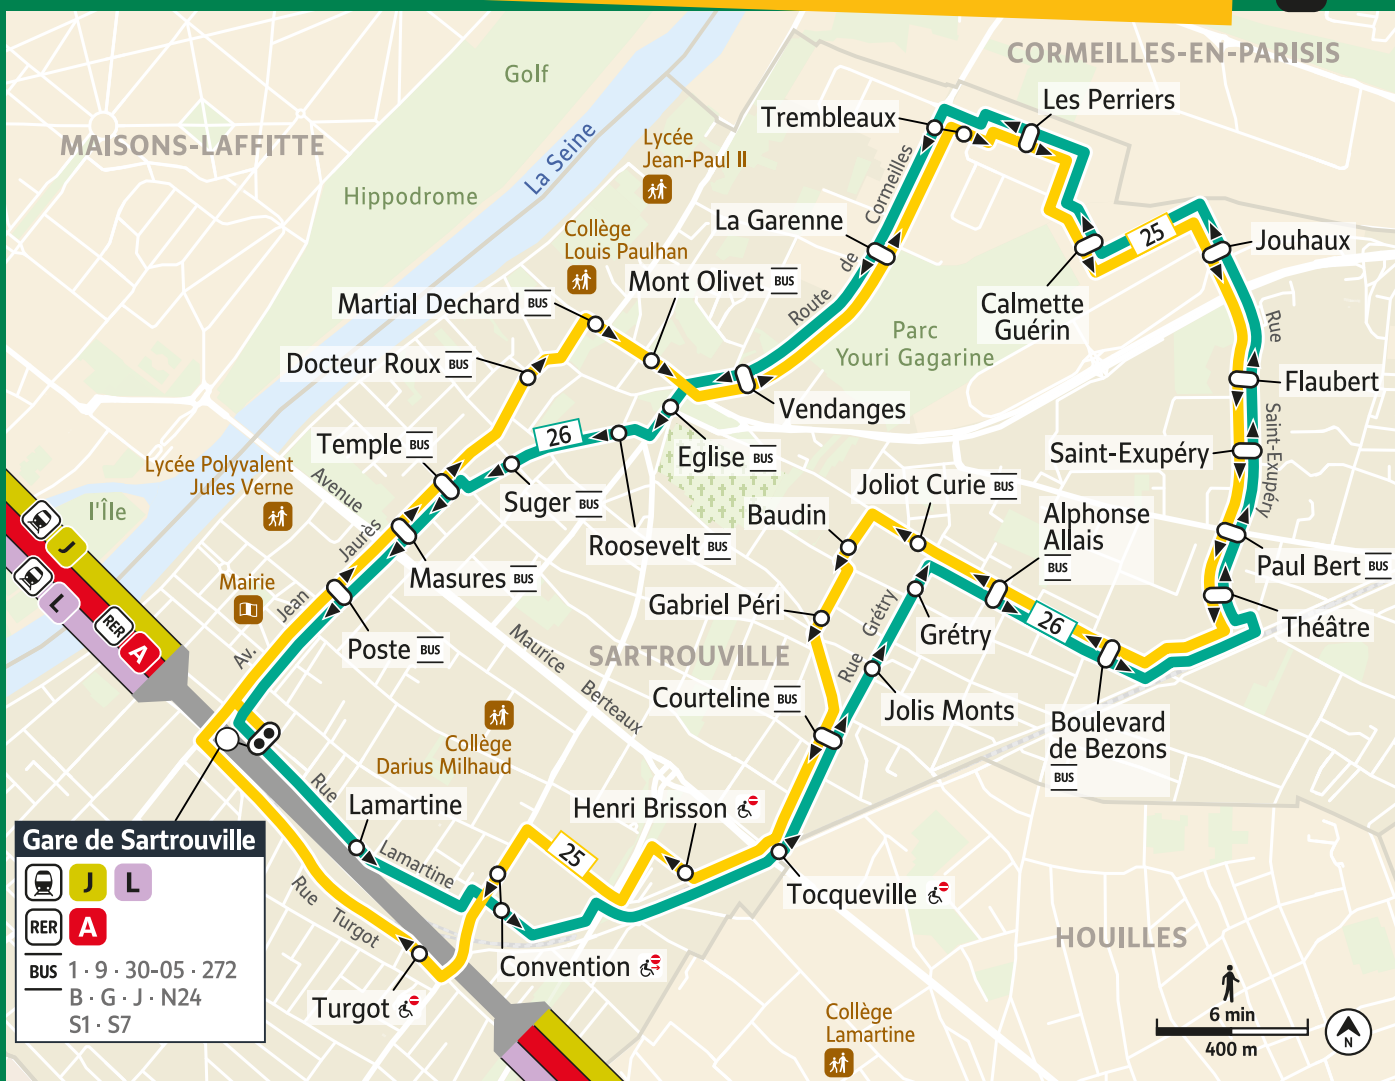 CORMEILLES-EN-PARISIS
Golf
Les Perriers
Trembleaux
MAISONS-LAFFITTE
La Seine
Lycée
Jean-Paul II
Hippodrome
Cormeilles
de
Route
La Garenne
Collège
Louis Paulhan
25
Jouhaux
Mont Olivet BUS
Martial Dechard BUS
Calmette
Guérin
Rue
Parc
Youri Gagarine
Docteur Roux BUS
Flaubert
Vendanges
26
Temple BUS
Eglise BUS
Saint-Exupéry
Saint-Exupéry
Lycée Polyvalent
Jules Verne
Avenue
Suger BUS
Joliot Curie BUS
l'Île
Baudin
Alphonse
Allais
BUS
Roosevelt BUS
J
Jaurès
Masures BUS
Paul Bert BUS
L
Mairie
Jean
Gabriel Péri
Grétry
Grétry
26
Théâtre
RER
A
Av.
Poste BUS
Maurice
Berteaux
SARTROUVILLE
Rue
Courteline BUS
Jolis Monts
Boulevard
de Bezons
BUS
Collège
Darius Milhaud
Rue
Lamartine
Lamartine
Henri Brisson
25
Gare de Sartrouville
J L
RER A
BUS 1 · 9 · 30-05 · 272
B · G · J · N24
S1 · S7
Rue
Turgot
Tocqueville
HOUILLES
Convention
Turgot
Collège
Lamartine
6 min
400 m
N